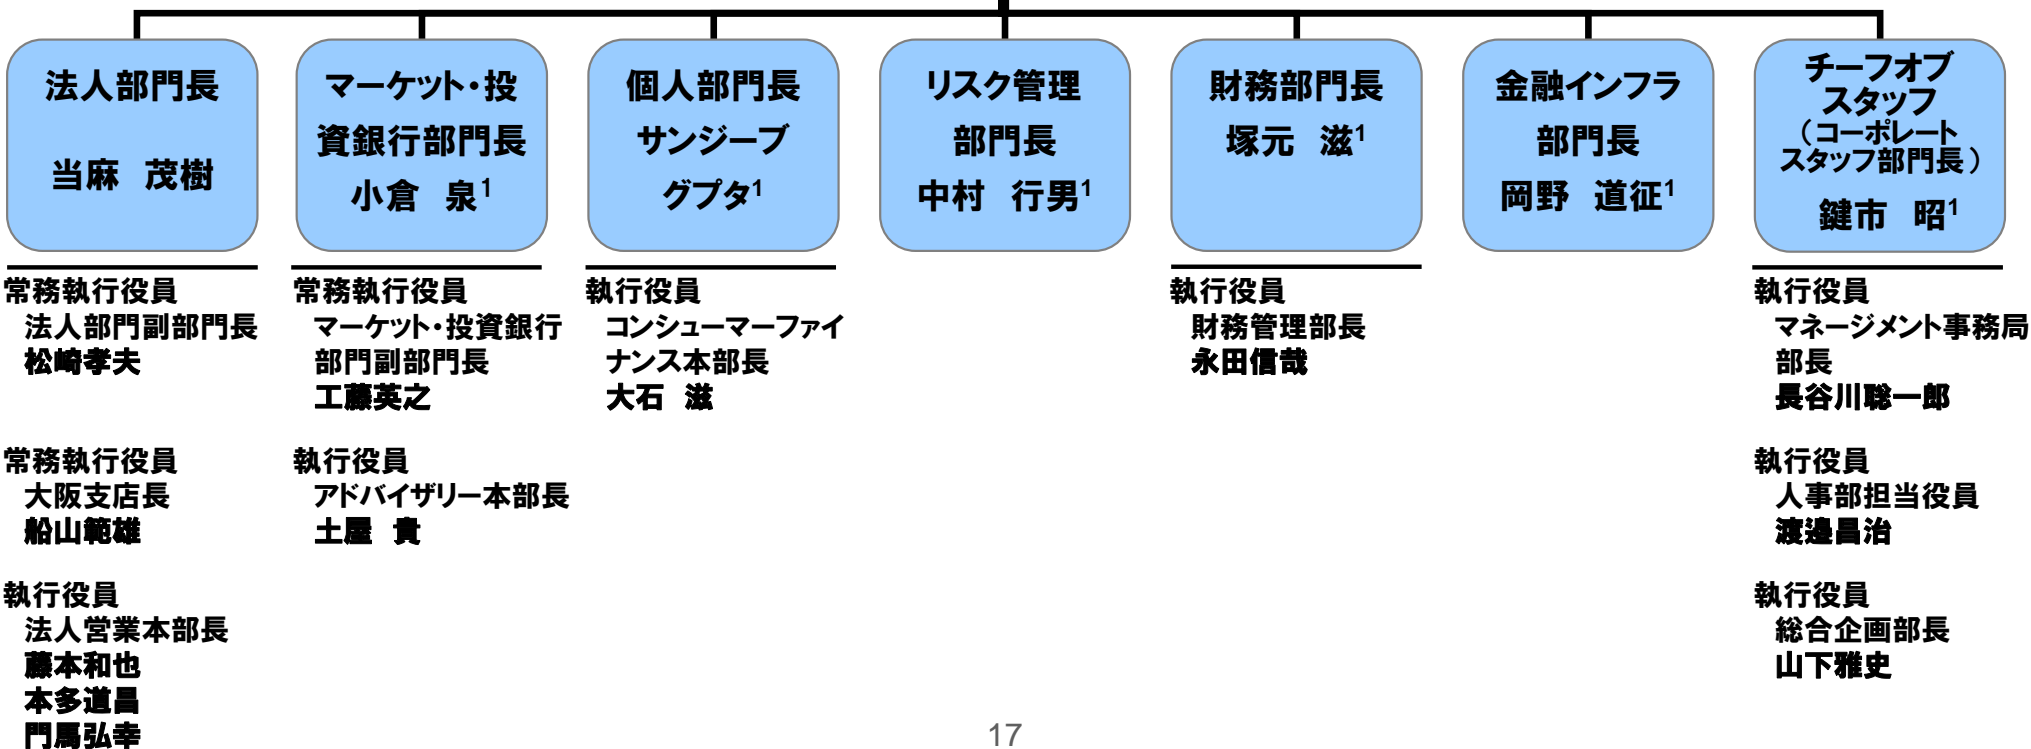 法人部門長
当麻 茂樹
マーケット・投
資銀行部門長
小倉 泉1
個人部門長
サンジーブ
グプタ1
リスク管理
部門長
中村 行男1
財務部門長
塚元 滋1
金融インフラ
部門長
岡野 道征1
チーフオブ
スタッフ
（コーポレート
スタッフ部門長）
鍵市 昭1
常務執行役員
法人部門副部門長
松崎孝夫
常務執行役員
大阪支店長
船山範雄
執行役員
法人営業本部長
藤本和也
本多道昌
門馬弘幸
常務執行役員
マーケット・投資銀行
部門副部門長
工藤英之
執行役員
アドバイザリー本部長
土屋 貴
執行役員
コンシューマーファイ
ナンス本部長
大石 滋
執行役員
財務管理部長
永田信哉
執行役員
マネージメント事務局
部長
長谷川聡一郎
執行役員
人事部担当役員
渡邉昌治
執行役員
総合企画部長
山下雅史
17